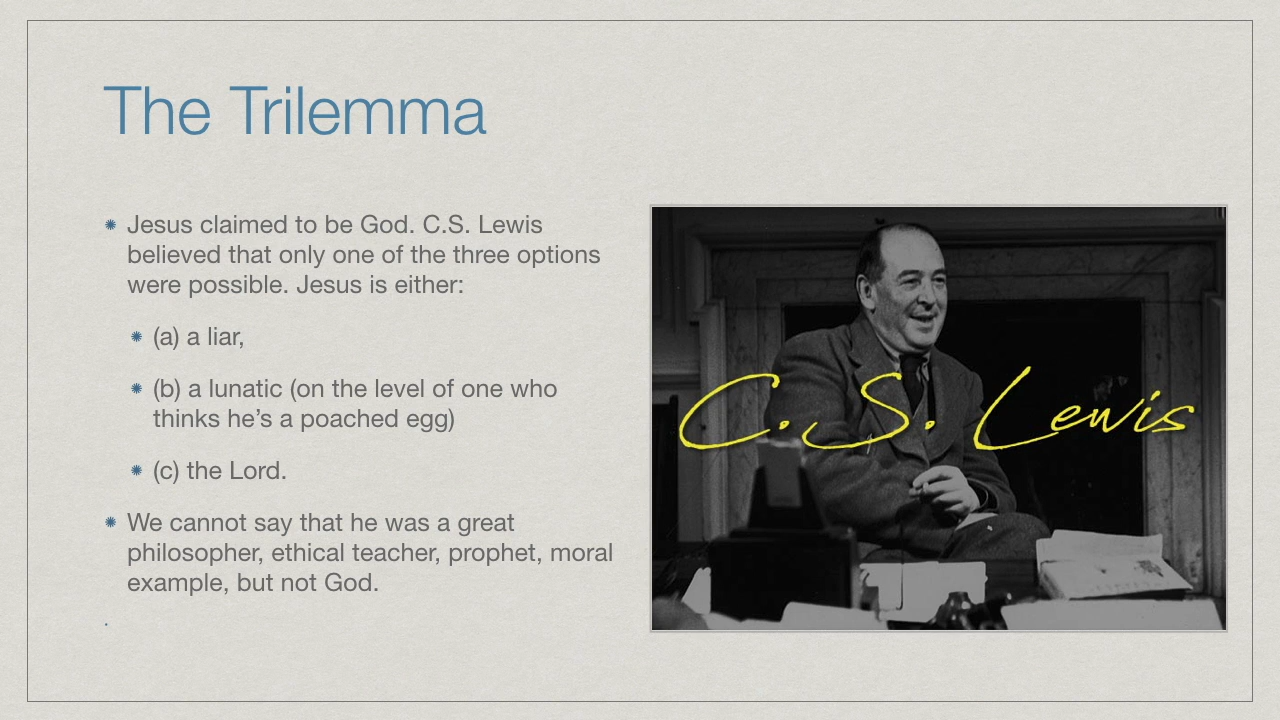 The Trilemma
Jesus claimed to be God. C.S. Lewis
believed that only one of the three options
were possible. Jesus is either:
(a) a liar,
(b) a lunatic (on the level of one who
thinks he’s a poached egg)
(c) the Lord.
We cannot say that he was a great
philosopher, ethical teacher, prophet, moral
example, but not God.
.
C.S. Lewis